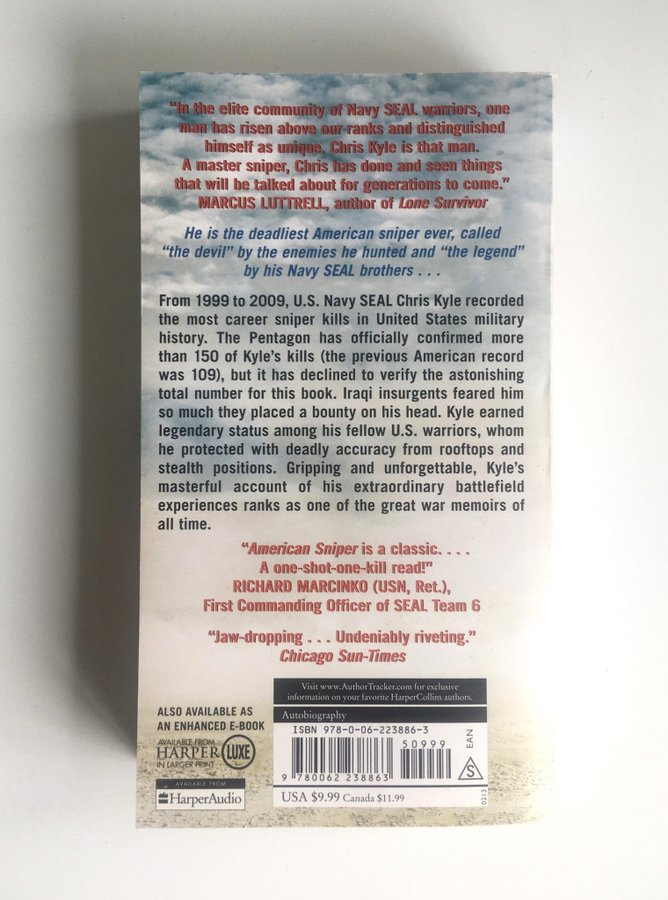 “In the elite community of Navy SEAL warriors, one
man has risen above our ranks and distinguished
himself as unique, Chris Kyle is that man.
A master sniper, Chris has done and seen things
that will be talked about for generations to come.”
MARCUS LUTTRELL, author of Lone Survivor
He is the deadliest American sniper ever, called
“the devil” by the enemies he hunted and “the legend”
by his Navy SEAL brothers . . .
From 1999 to 2009, U.S. Navy SEAL Chris Kyle recorded
the most career sniper kills in United States military
history. The Pentagon has officially confirmed more
than 150 of Kyle’s kills (the previous American record
was 109), but it has declined to verify the astonishing
total number for this book. Iraqi insurgents feared him
so much they placed a bounty on his head. Kyle earned
legendary status among his fellow U.S. warriors, whom
he protected with deadly accuracy from rooftops and
stealth positions. Gripping and unforgettable, Kyle’s
masterful account of his extraordinary battlefield
experiences ranks as one of the great war memoirs of
all time.
“American Sniper is a classic. . . .
A one-shot-one-kill read!”
RICHARD MARCINKO (USN, Ret.),
First Commanding Officer of SEAL Team 6
“Jaw-dropping . . . Undeniably riveting.”
Chicago Sun-Times
Visit www.AuthorTracker.com for exclusive
information on your favorite HarperCollins authors.
Autobiography
ISBN 978-0-06-223886-3
50999
EAN
9 780062 238863
S
USA $9.99 Canada $11.99
0213
ALSO AVAILABLE AS
AN ENHANCED E-BOOK
AVAILABLE FROM
HARPER LUXE
IN LARGER PRINT
AVAILABLE FROM
HarperAudio